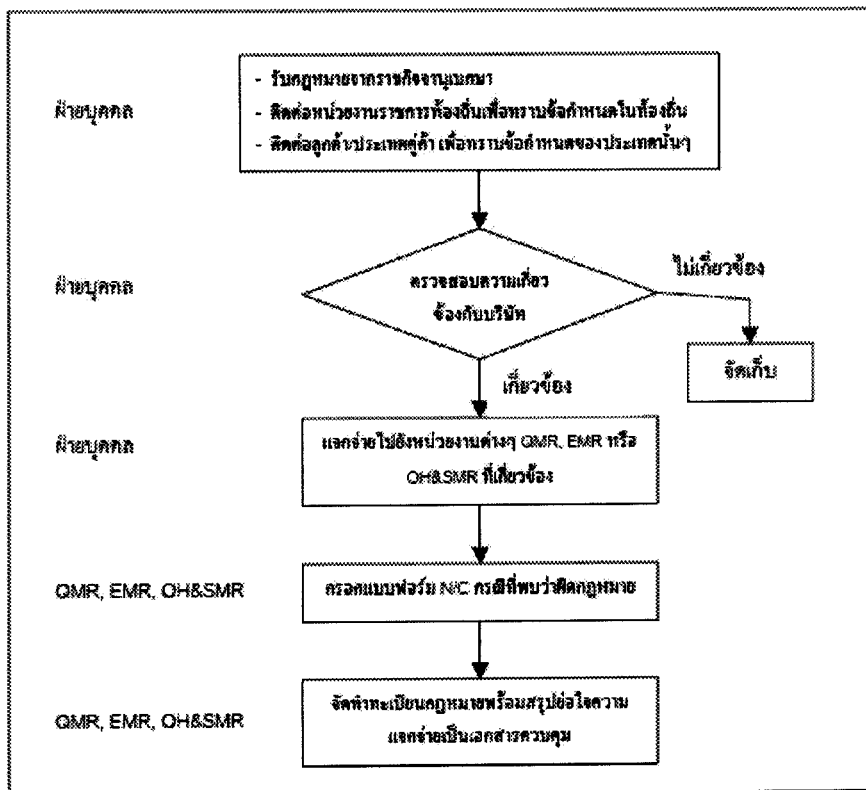 ฝ่ายบุคคล
- รับกฎหมายจากราชกิจจานุเบกษา
- ติดต่อหน่วยงานราชการท้องถิ่นเพื่อทราบข้อกำหนดในท้องถิ่น
- ติดต่อลูกค้า/ประเทศคู่ค้า เพื่อทราบข้อกำหนดของประเทศนั้นๆ
ฝ่ายบุคคล
ตรวจสอบความเกี่ยว
ข้องกับบริษัท
ไม่เกี่ยวข้อง
จัดเก็บ
เกี่ยวข้อง
ฝ่ายบุคคล
แจกจ่ายไปยังหน่วยงานต่างๆ QMR, EMR หรือ
OH&SMR ที่เกี่ยวข้อง
QMR, EMR, OH&SMR
กรอกแบบฟอร์ม N/C กรณีที่พบว่าผิดกฎหมาย
QMR, EMR, OH&SMR
จัดทำทะเบียนกฎหมายพร้อมสรุปย่อใจความ
แจกจ่ายเป็นเอกสารควบคุม